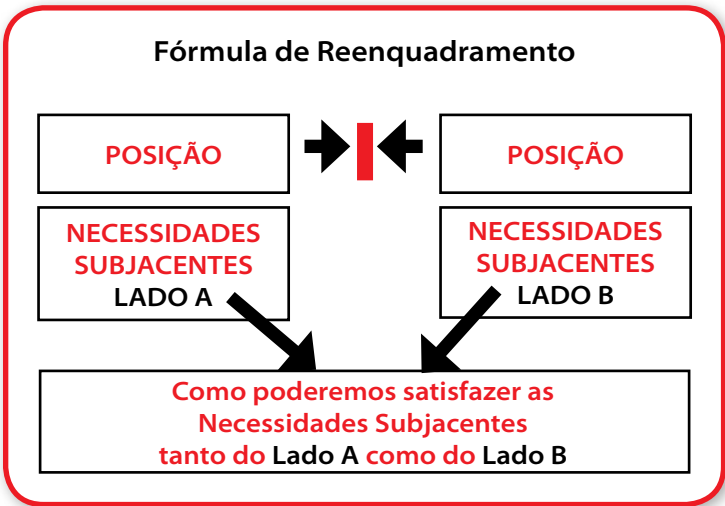 Fórmula de Reenquadramento
POSIÇÃO
POSIÇÃO
NECESSIDADES
SUBJACENTES
LADO A
NECESSIDADES
SUBJACENTES
LADO B
Como poderemos satisfazer as
Necessidades Subjacentes
tanto do Lado A como do Lado B